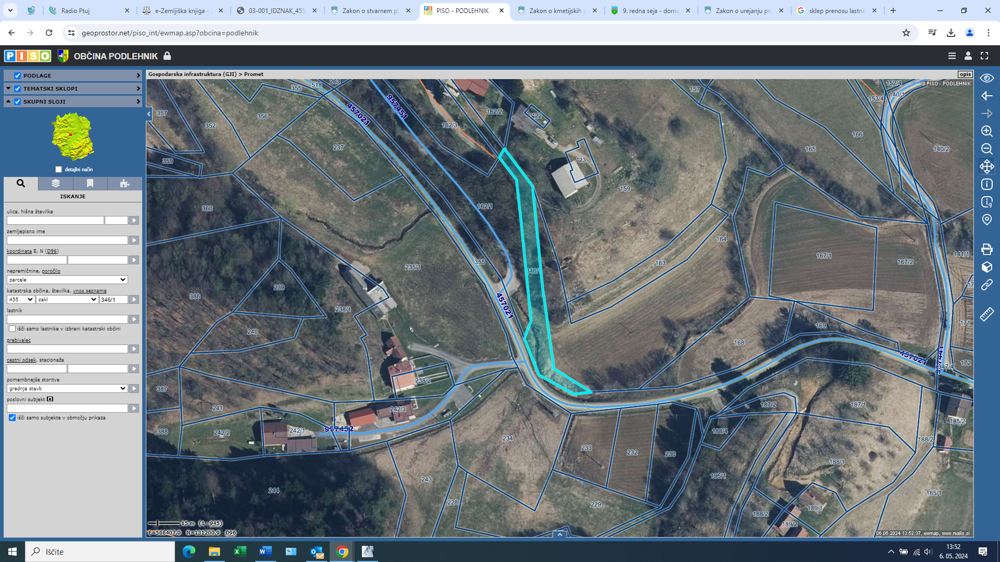 Radio Ptuj
e-Zemljiška knjiga - J
03-001_IDZNAK_455
Zakon o stvarnem pr
PISO - PODLEHNIK
Zakon o kmetijskih z
9. redna seja - dorna
Zakon o urejanju pro
sklep prenosu lastniš
geoprostor.net/piso_int/ewmap.asp?obcina=podlehnik
PISO OBČINA PODLEHNIK
PODLAGE
TEMATSKI SKLOPI
SKUPNI SLOJI
detajlni način
ISKANJE
ulica, hišna številka
zemljepisno ime
koordinata E, N (D96)
nepremičnine, poročilo
parcele
katastrska občina, številka, vnos seznama
455 zakl 346/1
lastnik
išči samo lastnike v izbrani katastrski občini
prebivalec
cestni odsek, stacionaža
pomembnejše storitve
gradnja stavb
poslovni subjekt
išči samo subjekte v območju prikaza
Gospodarska infrastruktura (GJI) > Promet
opis
© PISO - PODLEHNIK
355
518
263
157
152/4
140/1
153/4
357
356
352
457021
957451
162/2
162/3
*22
166
165
140/2
237
359
*23
159
360
162/1
164
163
167/1
167/2
141/1
235/1
355
346/1
239
386
238/1
457021
240
169
168
171
172
457021
957441
347/4
387
238/2
241
242/3
187/2
187/1
185/2
388
242/2
242/1
957452
234
233
232
230
188/4
188/2
188/1
195/1
243
244
228
229
185/1
189/1
188/2
189/2
15 m (1 : 945)
E=566407.0 N=131200.9 D96
06.05.2024 13:52:37, ewmap, www.realis.si
Iščite
13:52
6. 05. 2024